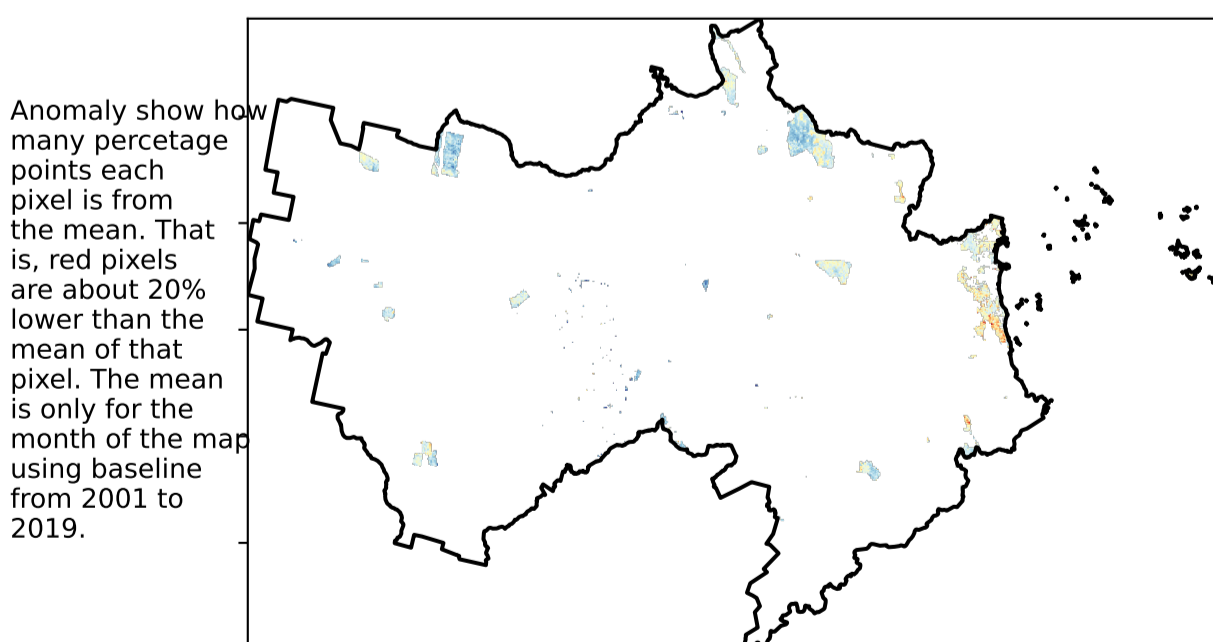 Anomaly show how
many percetage
points each
pixel is from
the mean. That
is, red pixels
are about 20%
lower than the
mean of that
pixel. The mean
is only for the
month of the map
using baseline
from 2001 to
2019.